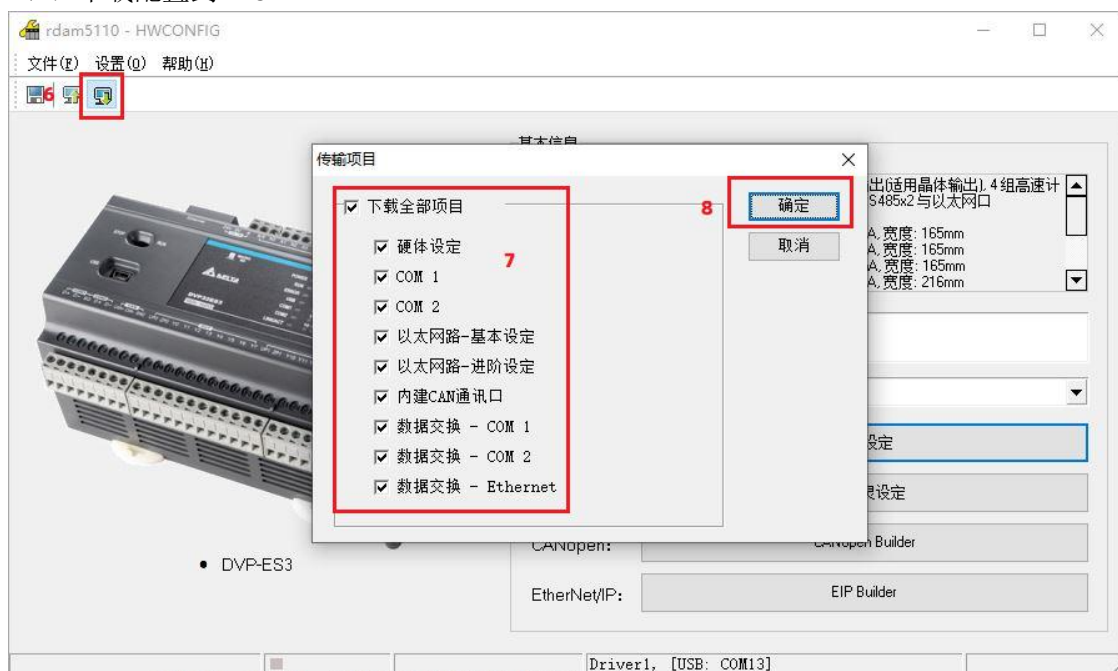 rdam5110 - HWCONFIG
文件(F) 设置(O) 帮助(H)
6
基本信息
传输项目
下载全部项目
8
确定
出(适用晶体输出), 4 组高速计
S485x2 与以太网口
硬体设定
7
取消
A, 宽度: 165mm
A, 宽度: 165mm
COM 1
A, 宽度: 165mm
A, 宽度: 216mm
COM 2
以太网路-基本设定
以太网路-进阶设定
内建CAN通讯口
数据交换 - COM 1
设定
数据交换 - COM 2
数据交换 - Ethernet
设定
CANopen:
CANopen Builder
DVP-ES3
EtherNet/IP:
EIP Builder
Driver1, [USB: COM13]